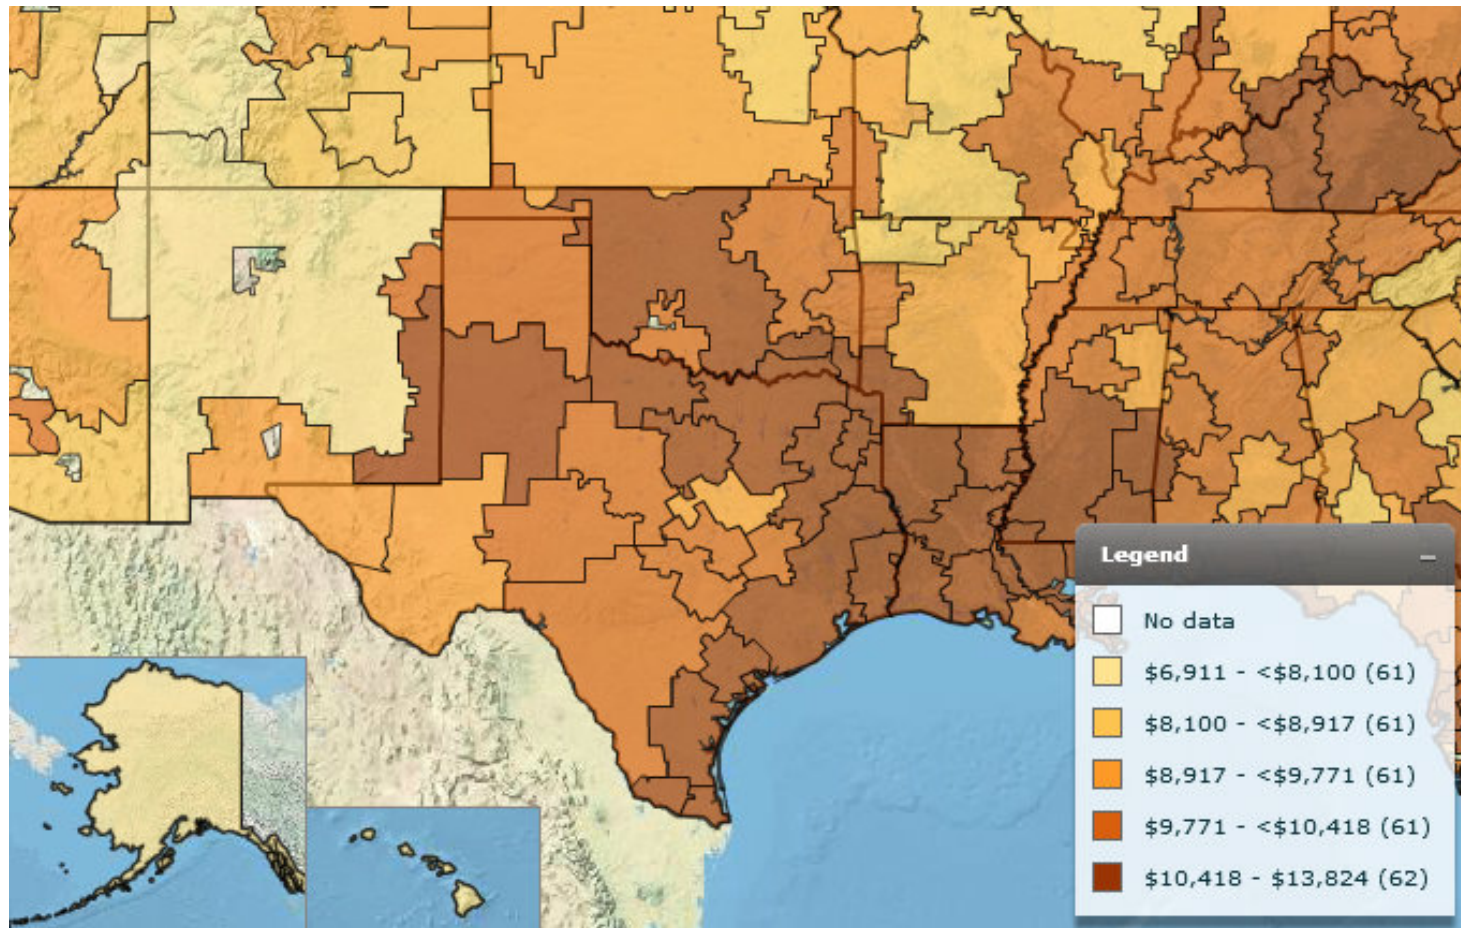 Legend
No data
$6,911 - <$8,100 (61)
$8,100 - <$8,917 (61)
$8,917 - <$9,771 (61)
$9,771 - <$10,418 (61)
$10,418 - $13,824 (62)